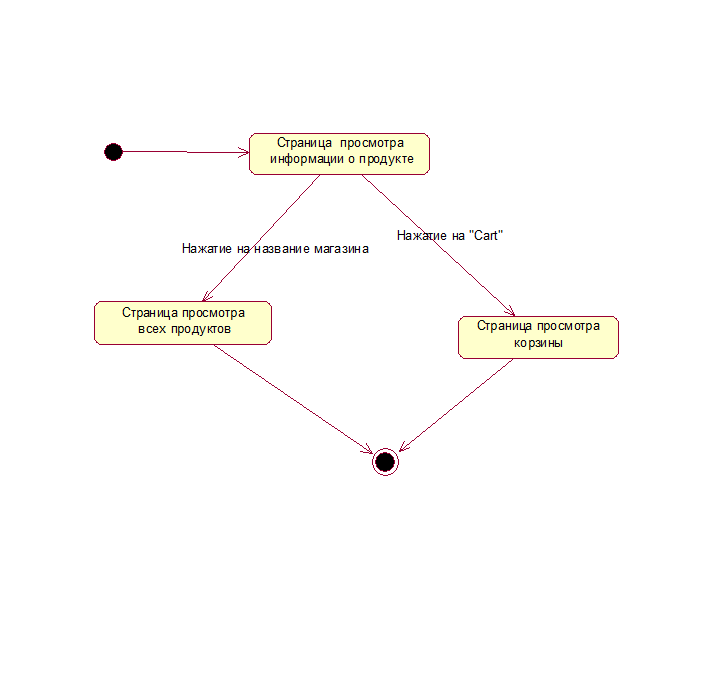 Страница просмотра
информации о продукте
Нажатие на "Cart"
Нажатие на название магазина
Страница просмотра
всех продуктов
Страница просмотра
корзины